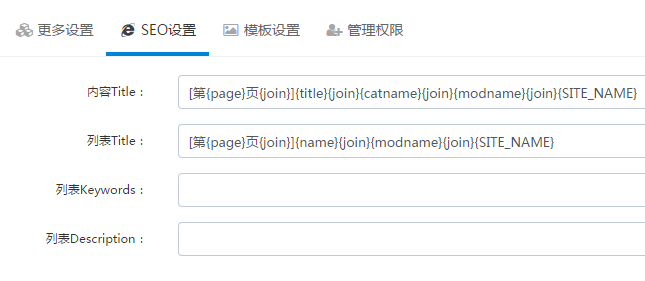 更多设置 SEO设置 模板设置 管理权限
内容Title： [第{page}页{join}]{title}{join}{catname}{join}{modname}{join}{SITE_NAME}
列表Title： [第{page}页{join}]{name}{join}{modname}{join}{SITE_NAME}
列表Keywords：
列表Description：